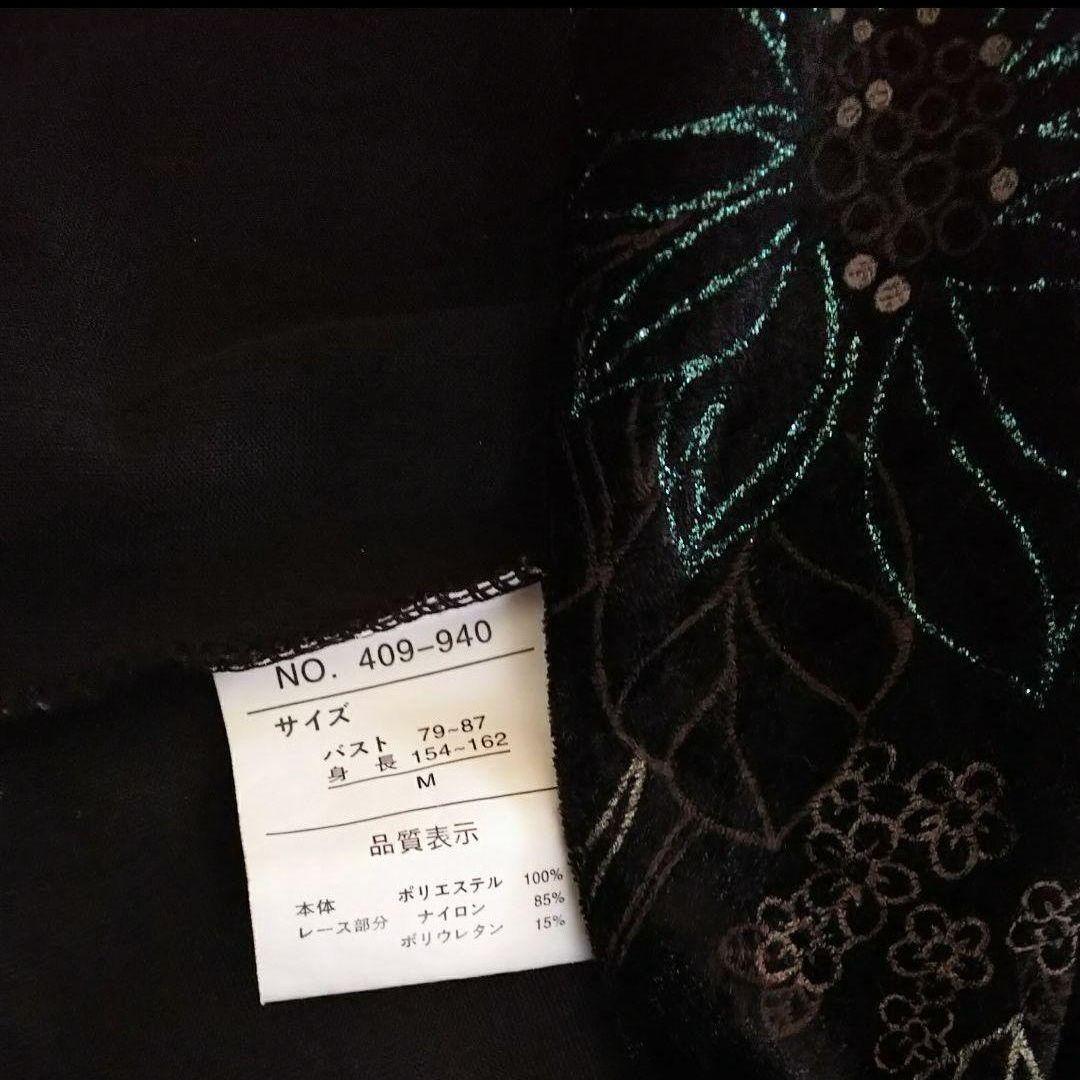 NO. 409-940
サイズ
バスト 79~87
身 長 154~162
M
品質表示
本体 ポリエステル 100%
レース部分 ナイロン 85%
ポリウレタン 15%